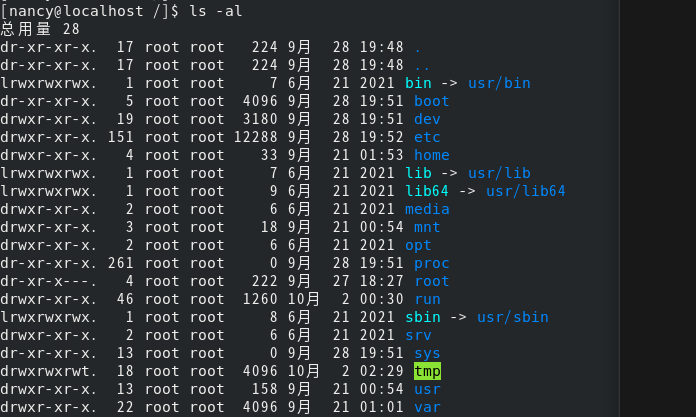 [nancy@localhost /]$ ls -al
总用量 28
dr-xr-xr-x.  17 root root   224 9月  28 19:48 .
dr-xr-xr-x.  17 root root   224 9月  28 19:48 ..
lrwxrwxrwx.   1 root root     7 6月  21 2021 bin -> usr/bin
dr-xr-xr-x.   5 root root  4096 9月  28 19:51 boot
drwxr-xr-x.  19 root root  3180 9月  28 19:51 dev
drwxr-xr-x. 151 root root 12288 9月  28 19:52 etc
drwxr-xr-x.   4 root root    33 9月  21 01:53 home
lrwxrwxrwx.   1 root root     7 6月  21 2021 lib -> usr/lib
lrwxrwxrwx.   1 root root     9 6月  21 2021 lib64 -> usr/lib64
drwxr-xr-x.   2 root root     6 6月  21 2021 media
drwxr-xr-x.   3 root root    18 9月  21 00:54 mnt
drwxr-xr-x.   2 root root     6 6月  21 2021 opt
dr-xr-xr-x. 261 root root     0 9月  28 19:51 proc
dr-xr-x---.   4 root root   222 9月  27 18:27 root
drwxr-xr-x.  46 root root  1260 10月  2 00:30 run
lrwxrwxrwx.   1 root root     8 6月  21 2021 sbin -> usr/sbin
drwxr-xr-x.   2 root root     6 6月  21 2021 srv
dr-xr-xr-x.  13 root root     0 9月  28 19:51 sys
drwxrwxrwt.  18 root root  4096 10月  2 02:29 tmp
drwxr-xr-x.  13 root root   158 9月  21 00:54 usr
drwxr-xr-x.  22 root root  4096 9月  21 01:01 var